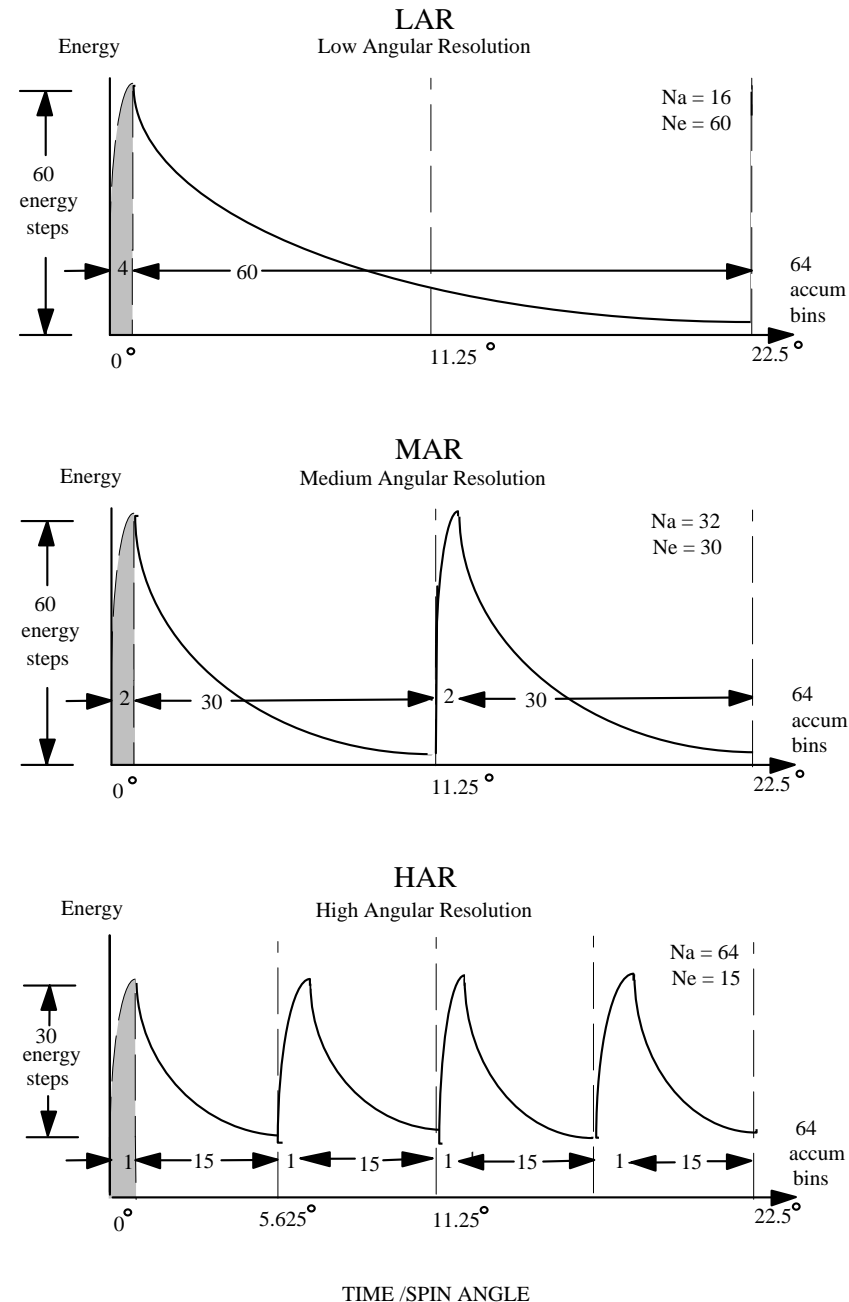 LAR
Energy
Low Angular Resolution
Na = 16
Ne = 60
60
energy
steps
4
60
64
accum
bins
0°
11.25 °
22.5°
MAR
Energy
Medium Angular Resolution
Na = 32
Ne = 30
60
energy
steps
2
30
2
30
64
accum
bins
0°
11.25°
22.5°
HAR
Energy
High Angular Resolution
Na = 64
Ne = 15
30
energy
steps
1
15
1
15
1
15
1
15
64
accum
bins
0°
5.625°
11.25°
22.5°
TIME /SPIN ANGLE